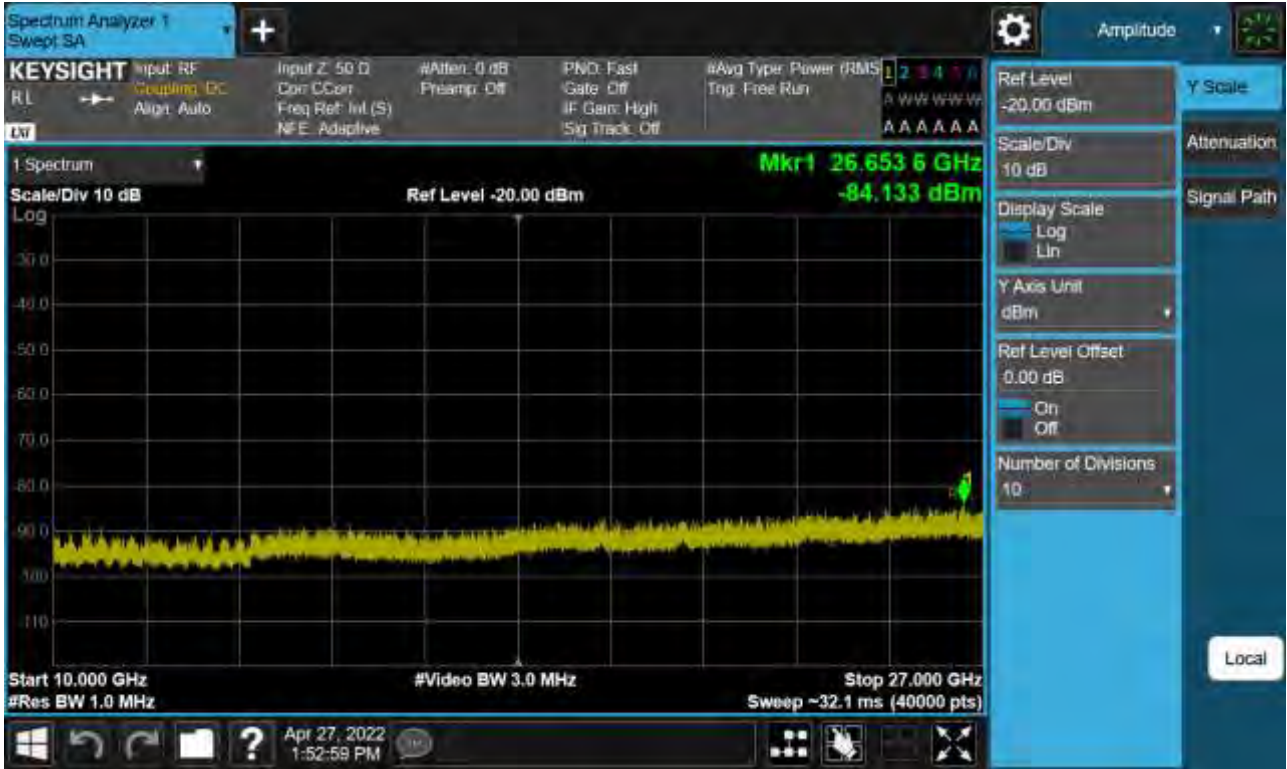 Spectrum Analyzer 1
Swept SA
+
Amplitude
KEYSIGHT
RL
LXI
Input: RF
Coupling: DC
Align: Auto
Input Z: 50 Ω
Corr CCorr
Freq Ref: Int (S)
NFE: Adaptive
#Atten: 0 dB
Preamp: Off
PNO: Fast
Gate: Off
IF Gain: High
Sig Track: Off
#Avg Type: Power (RMS
Trig: Free Run
1 2 3 4 5 6
A W W W W W
A A A A A A
1 Spectrum
Scale/Div 10 dB
Ref Level -20.00 dBm
Mkr1 26.653 6 GHz
-84.133 dBm
Log
-30.0
-40.0
-50.0
-60.0
-70.0
-80.0
-90.0
-100
-110
Start 10.000 GHz
#Res BW 1.0 MHz
#Video BW 3.0 MHz
Stop 27.000 GHz
Sweep ~32.1 ms (40000 pts)
Ref Level
-20.00 dBm
Scale/Div
10 dB
Display Scale
Log
Lin
Y Axis Unit
dBm
Ref Level Offset
0.00 dB
On
Off
Number of Divisions
10
Y Scale
Attenuation
Signal Path
Local
?
Apr 27, 2022
1:52:59 PM